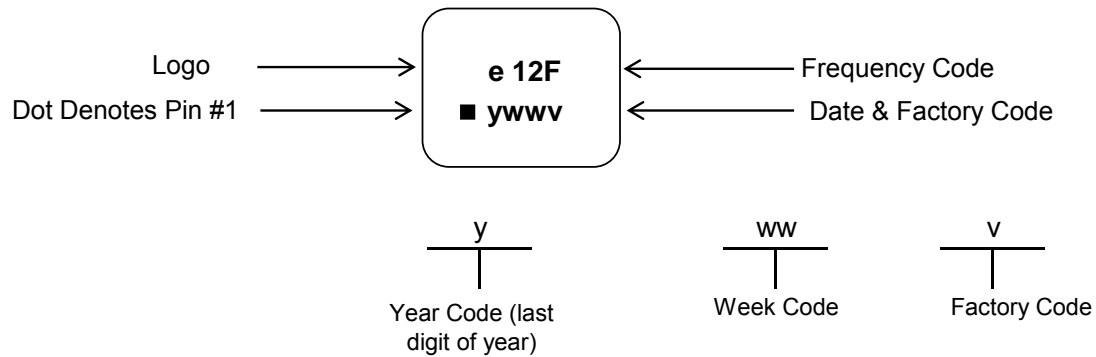 Logo
e 12F
Frequency Code
Dot Denotes Pin #1
■ ywwv
Date & Factory Code
y
ww
v
Year Code (last
digit of year)
Week Code
Factory Code